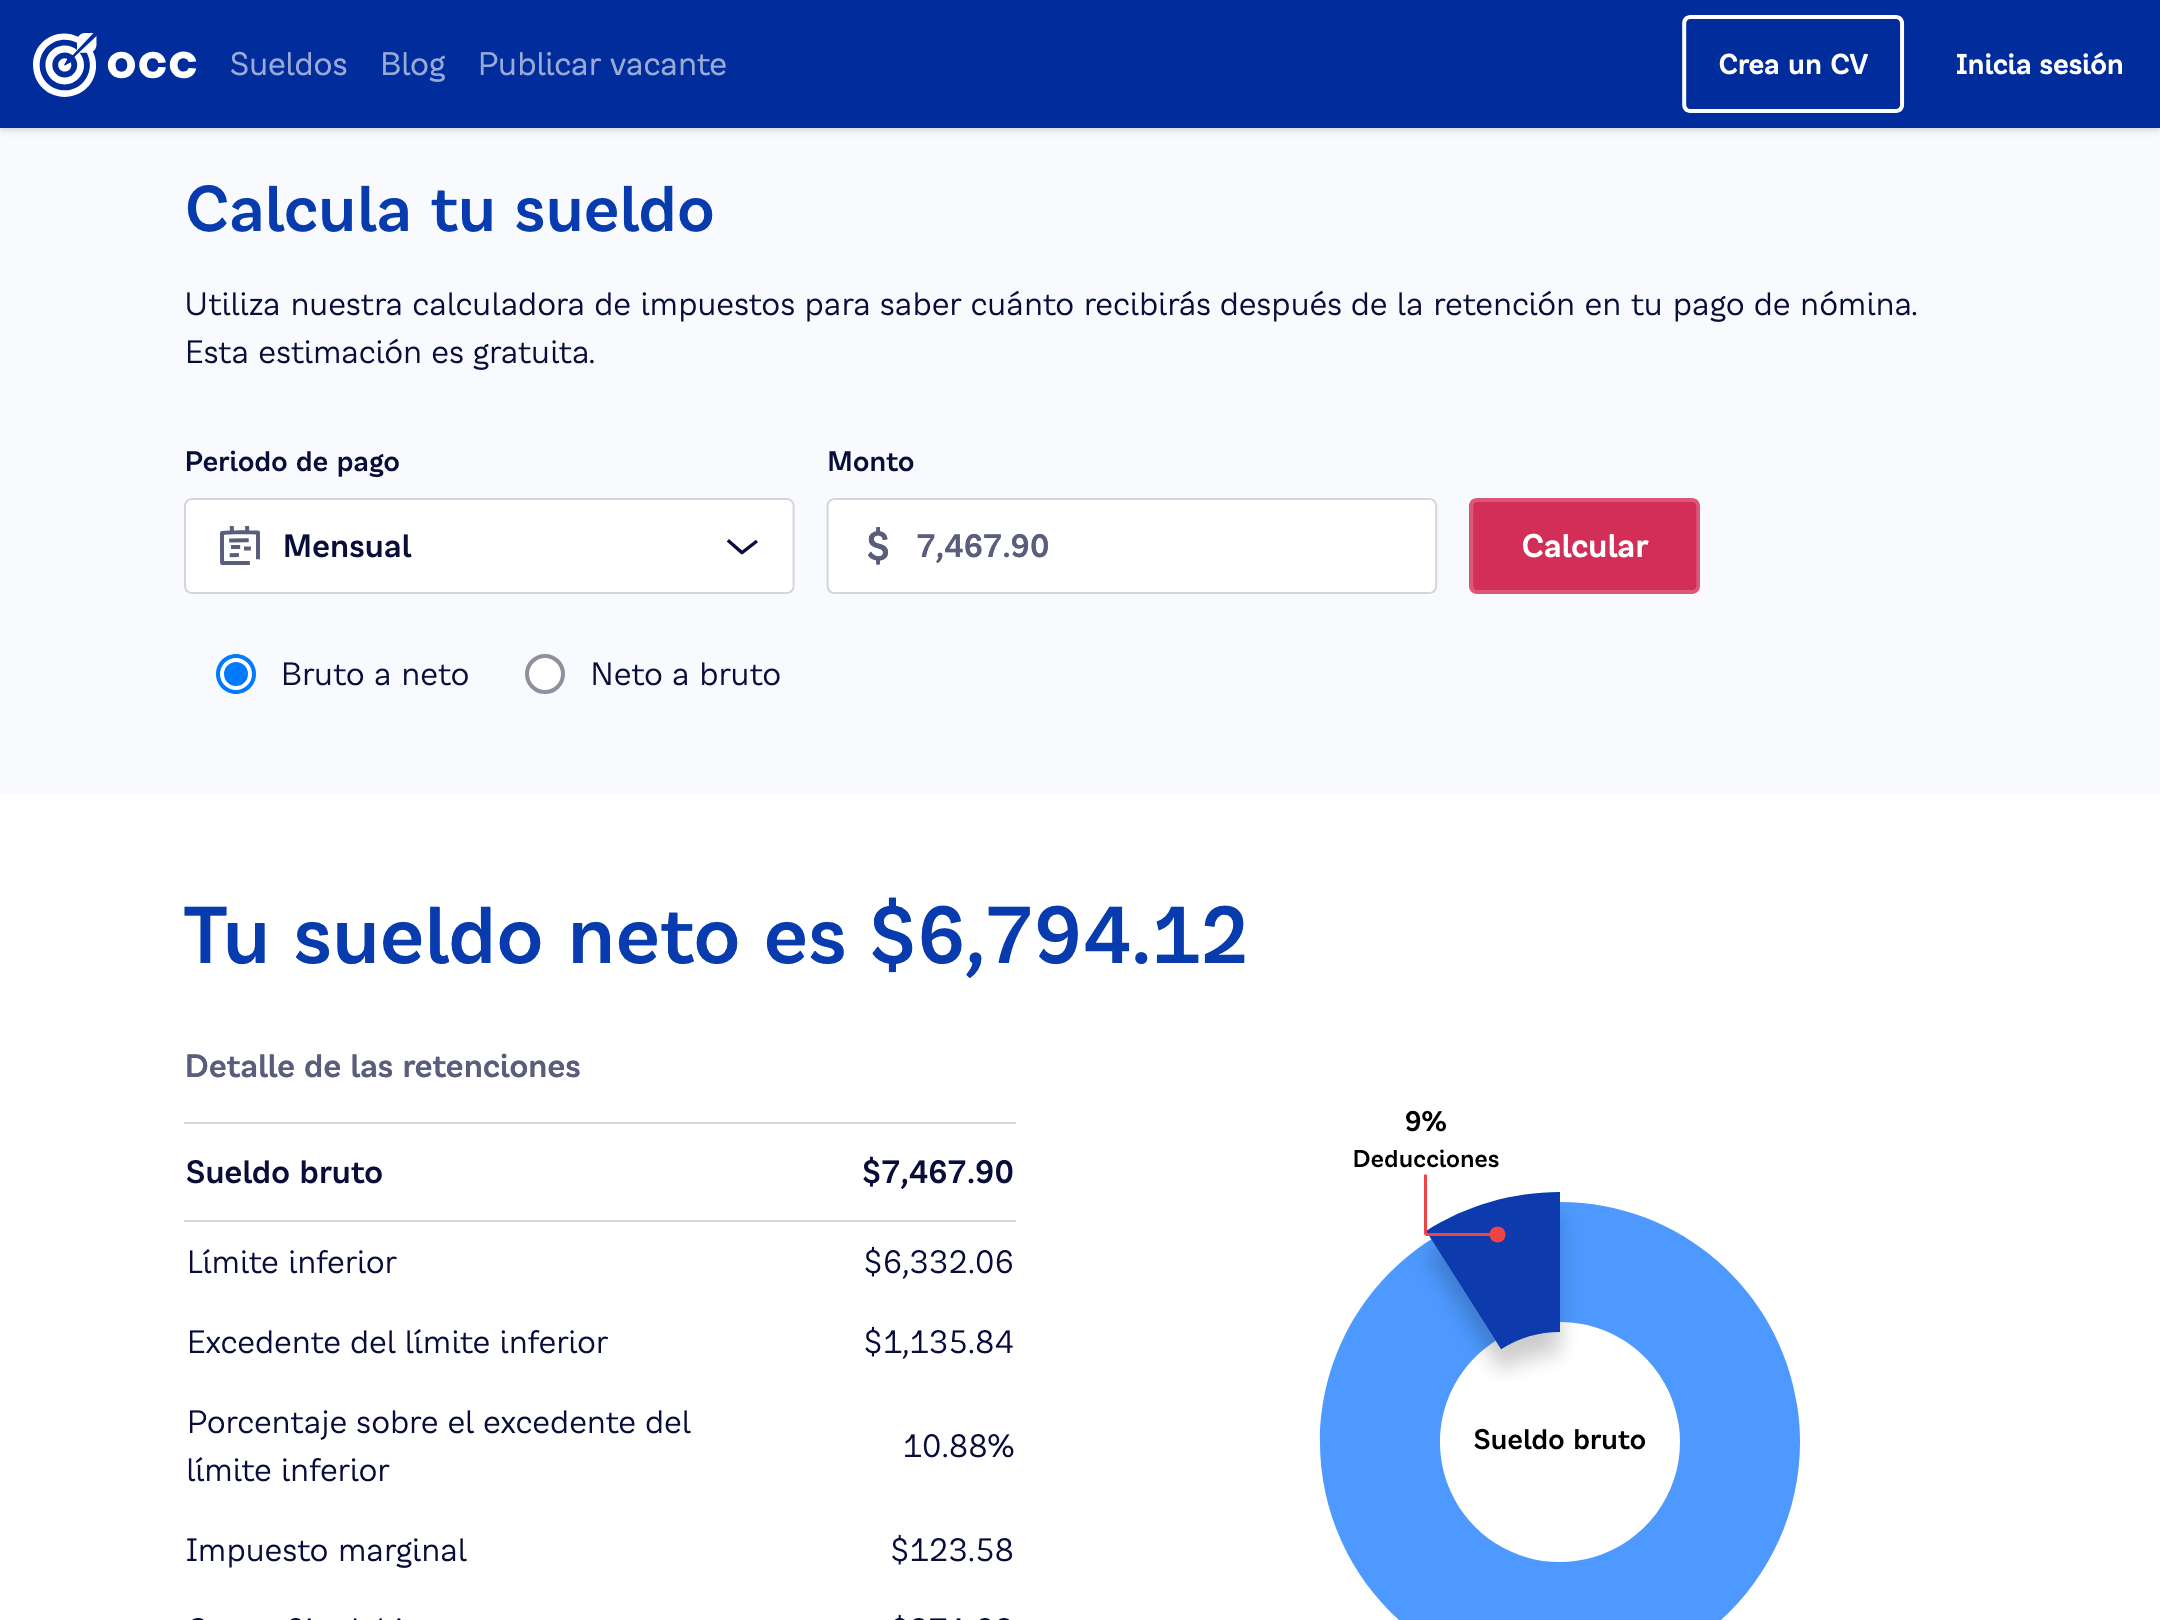 occ Sueldos Blog Publicar vacante Crea un CV Inicia sesión
Calcula tu sueldo
Utiliza nuestra calculadora de impuestos para saber cuánto recibirás después de la retención en tu pago de nómina.
Esta estimación es gratuita.
Periodo de pago Monto
Mensual $ 7,467.90 Calcular
Bruto a neto Neto a bruto
Tu sueldo neto es $6,794.12
Detalle de las retenciones
9%
Deducciones
Sueldo bruto $7,467.90
Límite inferior $6,332.06
Excedente del límite inferior $1,135.84
Porcentaje sobre el excedente del
límite inferior 10.88%
Sueldo bruto
Impuesto marginal $123.58